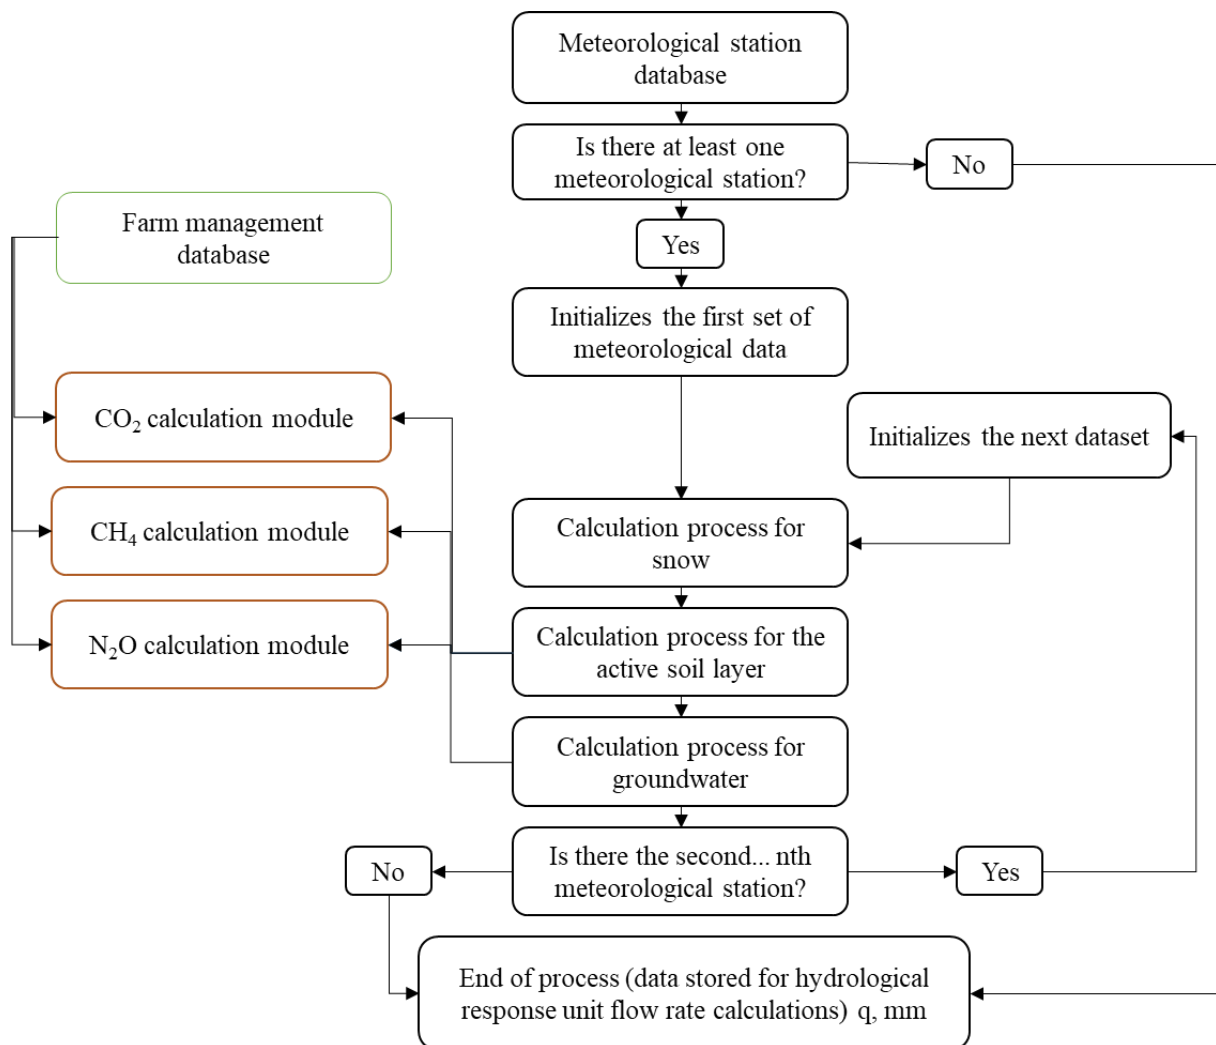 Meteorological station
database
Is there at least one
meteorological station?
No
Farm management
database
Yes
Initializes the first set of
meteorological data
CO₂ calculation module
Initializes the next dataset
CH₄ calculation module
Calculation process for
snow
N₂O calculation module
Calculation process for the
active soil layer
Calculation process for
groundwater
No
Is there the second... nth
meteorological station?
Yes
End of process (data stored for hydrological
response unit flow rate calculations) q, mm